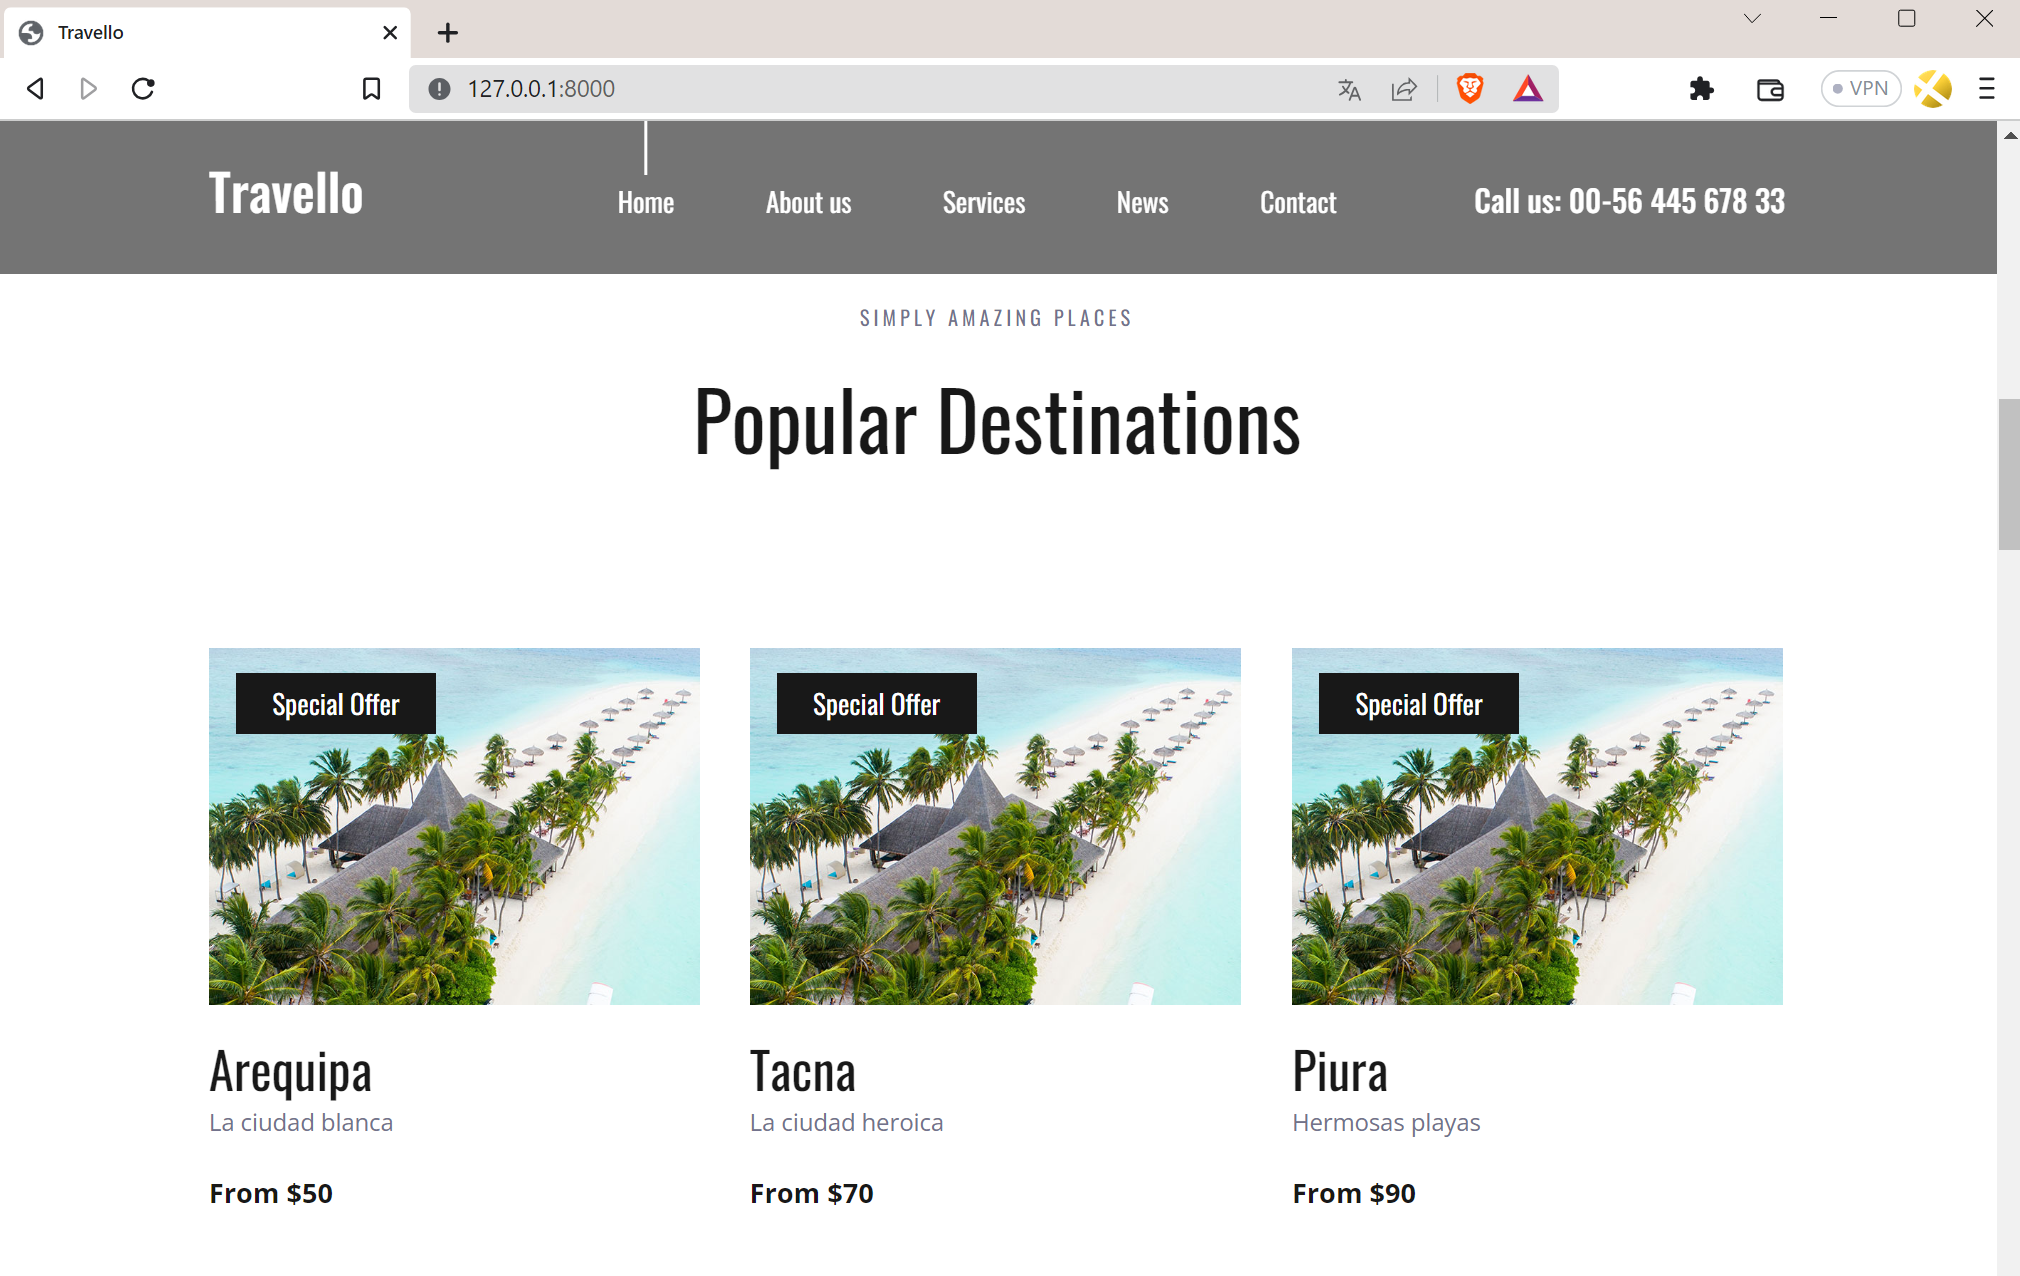 Travello
127.0.0.1:8000
VPN
Travello
Home
About us
Services
News
Contact
Call us: 00-56 445 678 33
SIMPLY AMAZING PLACES
Popular Destinations
Special Offer
Special Offer
Special Offer
Arequipa
La ciudad blanca
From $50
Tacna
La ciudad heroica
From $70
Piura
Hermosas playas
From $90